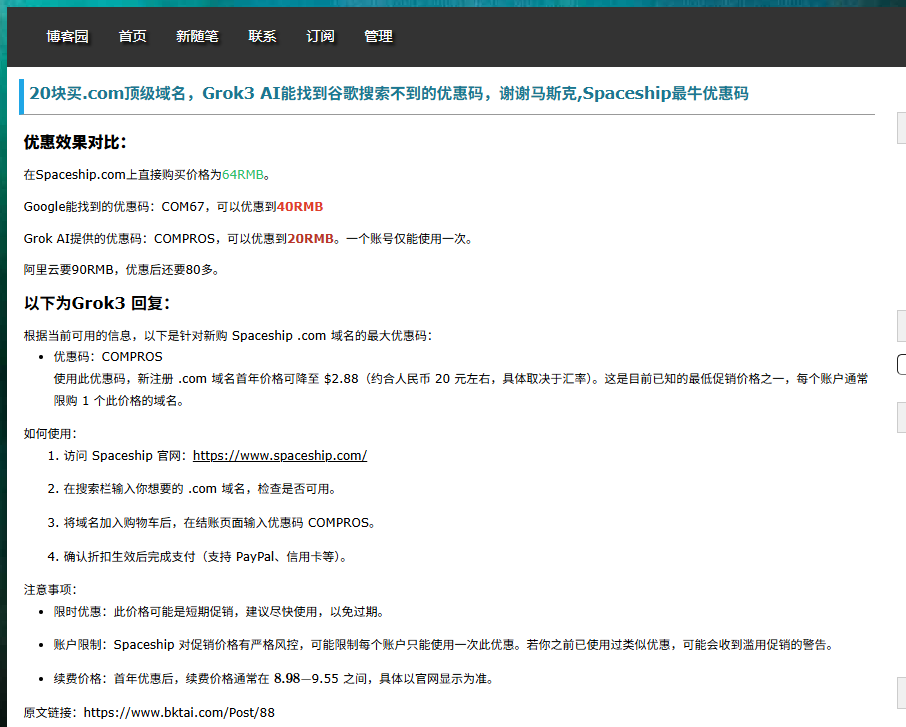 博客园 首页 新随笔 联系 订阅 管理
20块买.com顶级域名，Grok3 AI能找到谷歌搜索不到的优惠码，谢谢马斯克,Spaceship最牛优惠码
优惠效果对比：
在Spaceship.com上直接购买价格为64RMB。
Google能找到的优惠码：COM67，可以优惠到40RMB
Grok AI提供的优惠码：COMPROS，可以优惠到20RMB。一个账号仅能使用一次。
阿里云要90RMB，优惠后还要80多。
以下为Grok3 回复：
根据当前可用的信息，以下是针对新购 Spaceship .com 域名的最大优惠码：
• 优惠码：COMPROS
使用此优惠码，新注册 .com 域名首年价格可降至 $2.88（约合人民币 20 元左右，具体取决于汇率）。这是目前已知的最低促销价格之一，每个账户通常
限购 1 个此价格的域名。
如何使用：
1. 访问 Spaceship 官网：https://www.spaceship.com/
2. 在搜索栏输入你想要的 .com 域名，检查是否可用。
3. 将域名加入购物车后，在结账页面输入优惠码 COMPROS。
4. 确认折扣生效后完成支付（支持 PayPal、信用卡等）。
注意事项：
• 限时优惠：此价格可能是短期促销，建议尽快使用，以免过期。
• 账户限制：Spaceship 对促销价格有严格风控，可能限制每个账户只能使用一次此优惠。若你之前已使用过类似优惠，可能会收到滥用促销的警告。
• 续费价格：首年优惠后，续费价格通常在 8.98−9.55 之间，具体以官网显示为准。
原文链接：https://www.bktai.com/Post/88